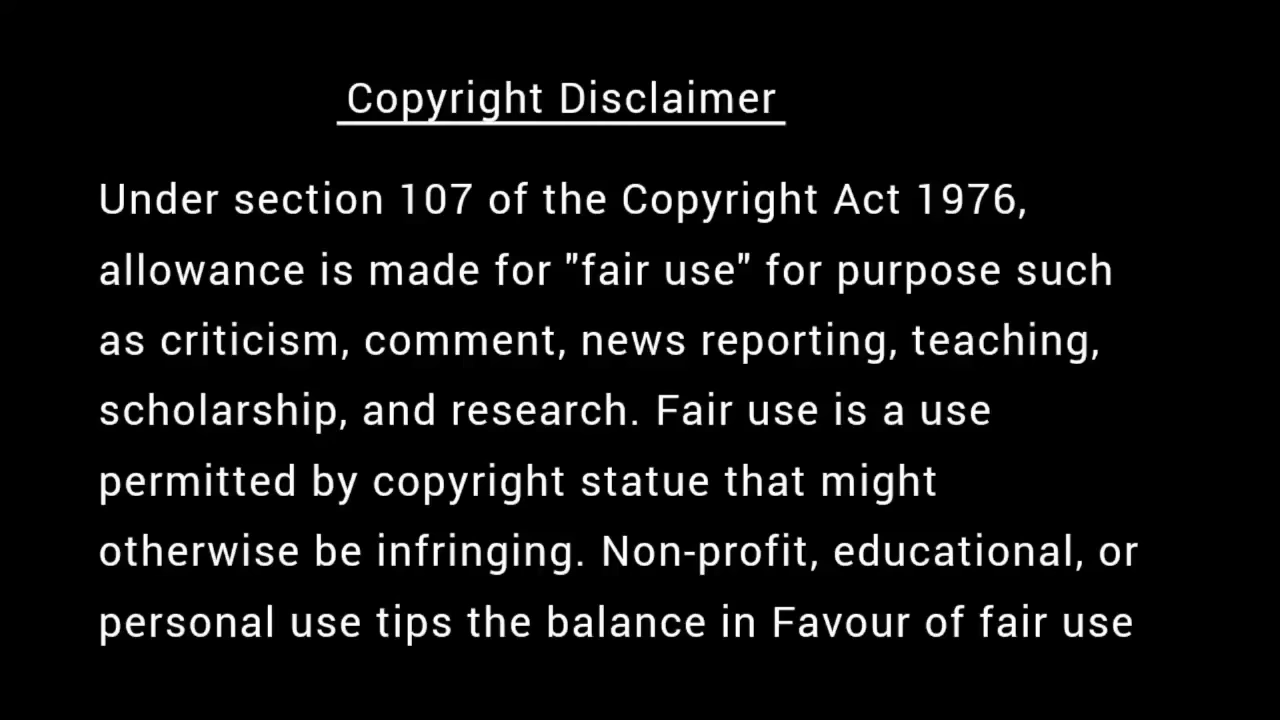 Copyright Disclaimer
Under section 107 of the Copyright Act 1976,
allowance is made for "fair use" for purpose such
as criticism, comment, news reporting, teaching,
scholarship, and research. Fair use is a use
permitted by copyright statue that might
otherwise be infringing. Non-profit, educational, or
personal use tips the balance in Favour of fair use